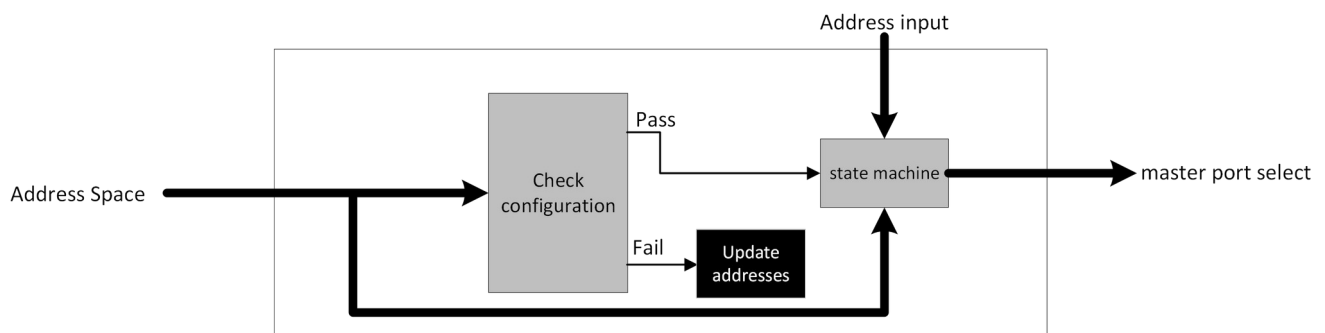 Address input
Pass
Address Space
Check
configuration
state machine
master port select
Fail
Update
addresses